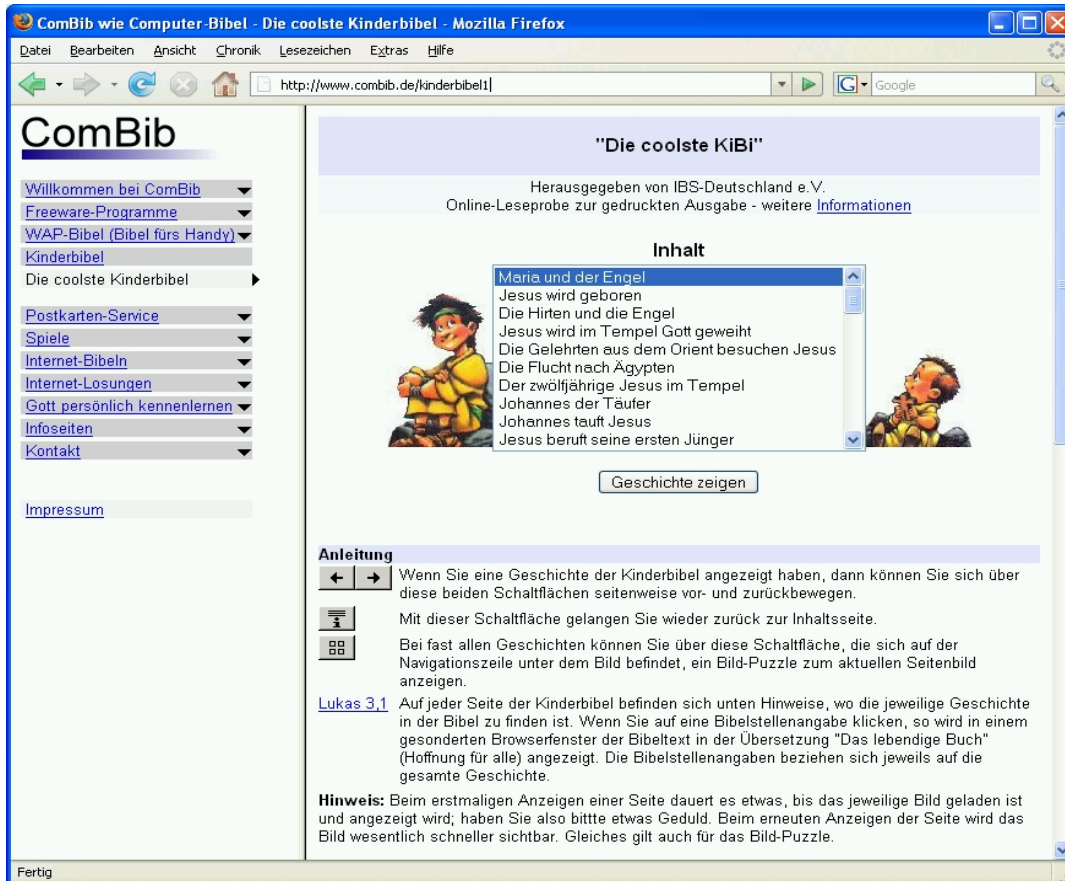 ComBib wie Computer-Bibel - Die coolste Kinderbibel - Mozilla Firefox
Datei Bearbeiten Ansicht Chronik Lesezeichen Extras Hilfe
http://www.combib.de/kinderbibel1
G Google
ComBib
Willkommen bei ComBib
Freeware-Programme
WAP-Bibel (Bibel fürs Handy)
Kinderbibel
Die coolste Kinderbibel
Postkarten-Service
Spiele
Internet-Bibeln
Internet-Losungen
Gott persönlich kennenlernen
Infoseiten
Kontakt
Impressum
"Die coolste KiBi"
Herausgegeben von IBS-Deutschland e.V.
Online-Leseprobe zur gedruckten Ausgabe - weitere Informationen
Inhalt
Maria und der Engel
Jesus wird geboren
Die Hirten und die Engel
Jesus wird im Tempel Gott geweiht
Die Gelehrten aus dem Orient besuchen Jesus
Die Flucht nach Ägypten
Der zwölfjährige Jesus im Tempel
Johannes der Täufer
Johannes tauft Jesus
Jesus beruft seine ersten Jünger
Geschichte zeigen
Anleitung
Wenn Sie eine Geschichte der Kinderbibel angezeigt haben, dann können Sie sich über
diese beiden Schaltflächen seitenweise vor- und zurückbewegen.
Mit dieser Schaltfläche gelangen Sie wieder zurück zur Inhaltsseite.
Bei fast allen Geschichten können Sie über diese Schaltfläche, die sich auf der
Navigationszeile unter dem Bild befindet, ein Bild-Puzzle zum aktuellen Seitenbild
anzeigen.
Lukas 3,1 Auf jeder Seite der Kinderbibel befinden sich unten Hinweise, wo die jeweilige Geschichte
in der Bibel zu finden ist. Wenn Sie auf eine Bibelstellenangabe klicken, so wird in einem
gesonderten Browserfenster der Bibeltext in der Übersetzung "Das lebendige Buch"
(Hoffnung für alle) angezeigt. Die Bibelstellenangaben beziehen sich jeweils auf die
gesamte Geschichte.
Hinweis: Beim erstmaligen Anzeigen einer Seite dauert es etwas, bis das jeweilige Bild geladen ist
und angezeigt wird; haben Sie also bittte etwas Geduld. Beim erneuten Anzeigen der Seite wird das
Bild wesentlich schneller sichtbar. Gleiches gilt auch für das Bild-Puzzle.
Fertig